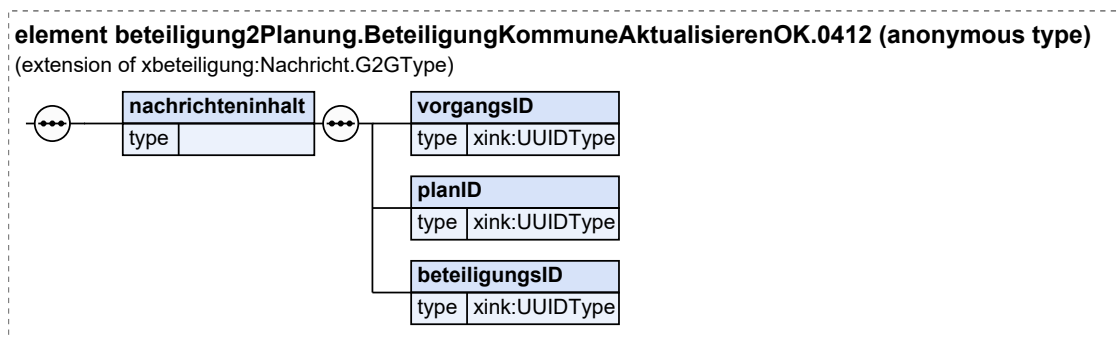 element beteiligung2Planung.BeteiligungKommuneAktualisierenOK.0412 (anonymous type)
(extension of xbeteiligung:Nachricht.G2GType)
nachrichteninhalt
type
vorgangsID
type xink:UUIDType
planID
type xink:UUIDType
beteiligungsID
type xink:UUIDType